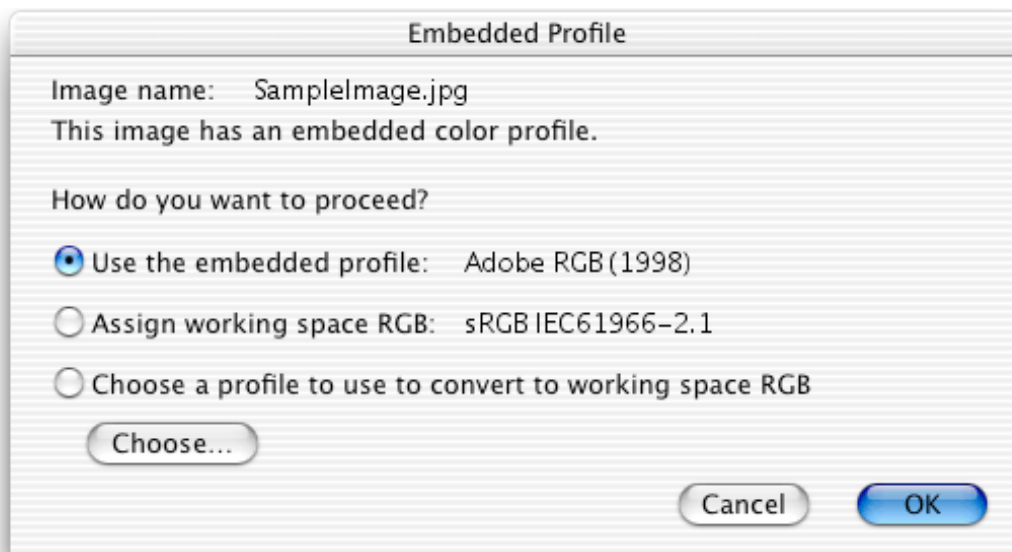 Embedded Profile
Image name: SampleImage.jpg
This image has an embedded color profile.
How do you want to proceed?
Use the embedded profile: Adobe RGB (1998)
Assign working space RGB: sRGB IEC61966-2.1
Choose a profile to use to convert to working space RGB
Choose...
Cancel OK